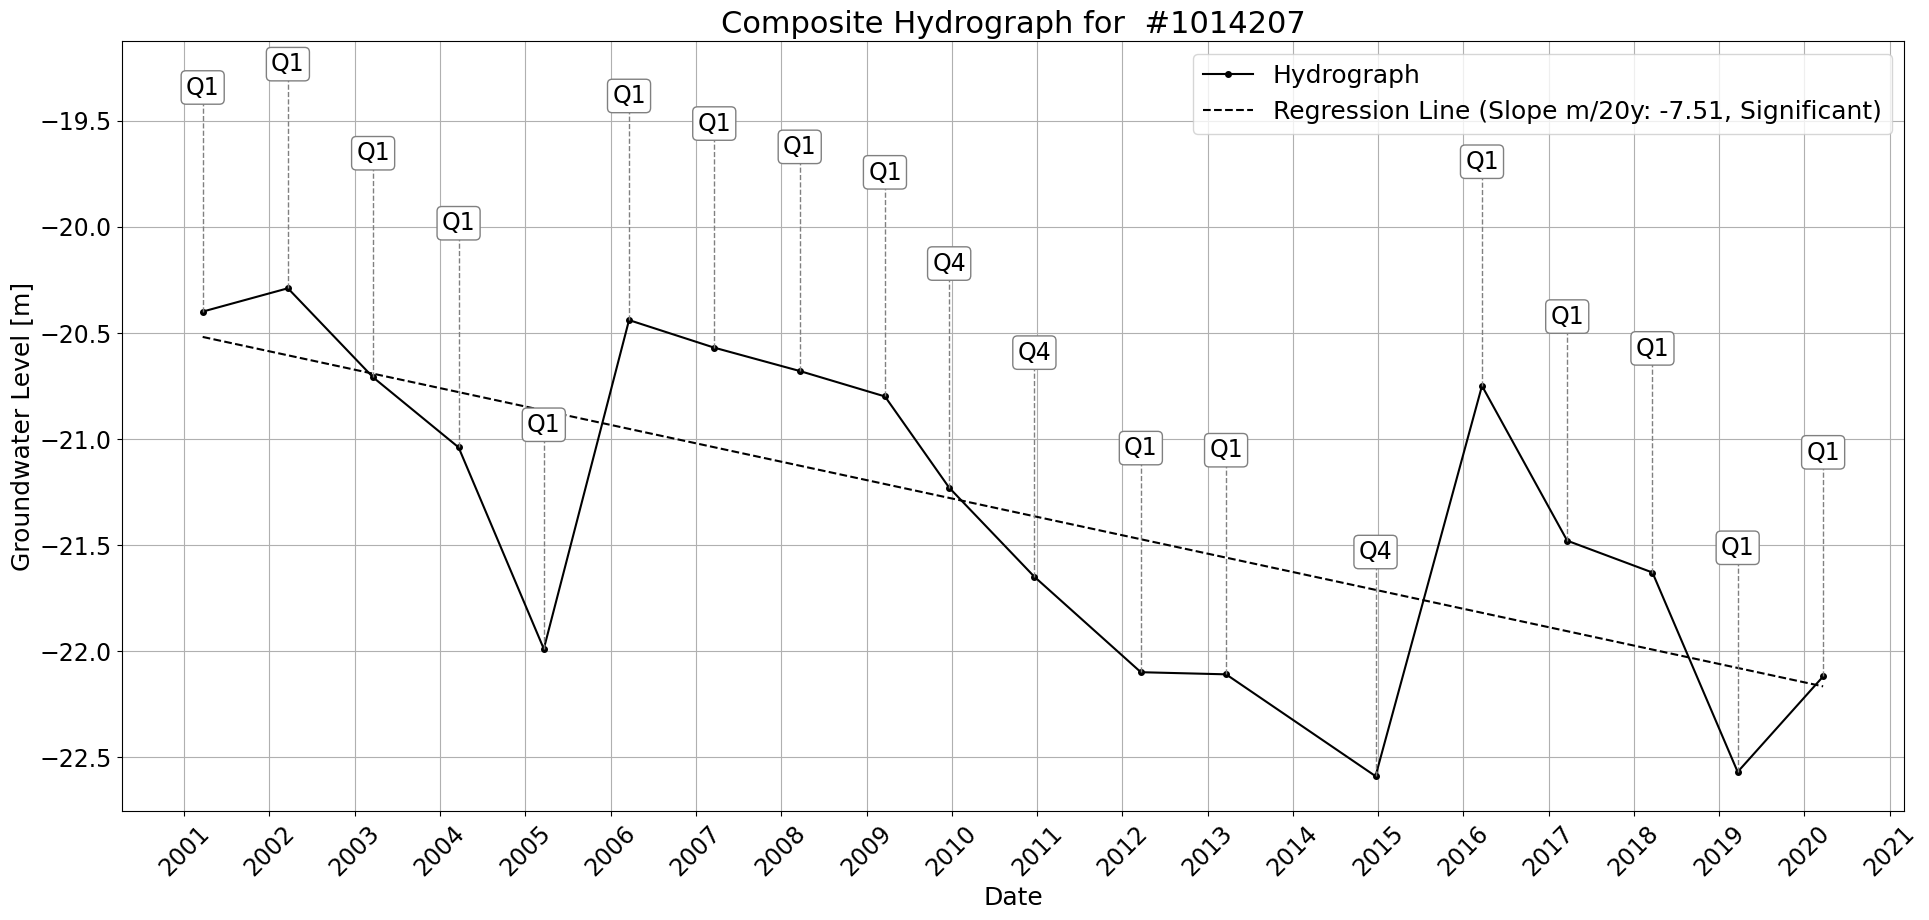 Composite Hydrograph for  #1014207
Hydrograph
Regression Line (Slope m/20y: -7.51, Significant)
Groundwater Level [m]
−19.5
−20.0
−20.5
−21.0
−21.5
−22.0
−22.5
Q1
Q1
Q1
Q1
Q1
Q1
Q1
Q1
Q1
Q4
Q4
Q1
Q1
Q4
Q1
Q1
Q1
Q1
Q1
2001
2002
2003
2004
2005
2006
2007
2008
2009
2010
2011
2012
2013
2014
2015
2016
2017
2018
2019
2020
2021
Date